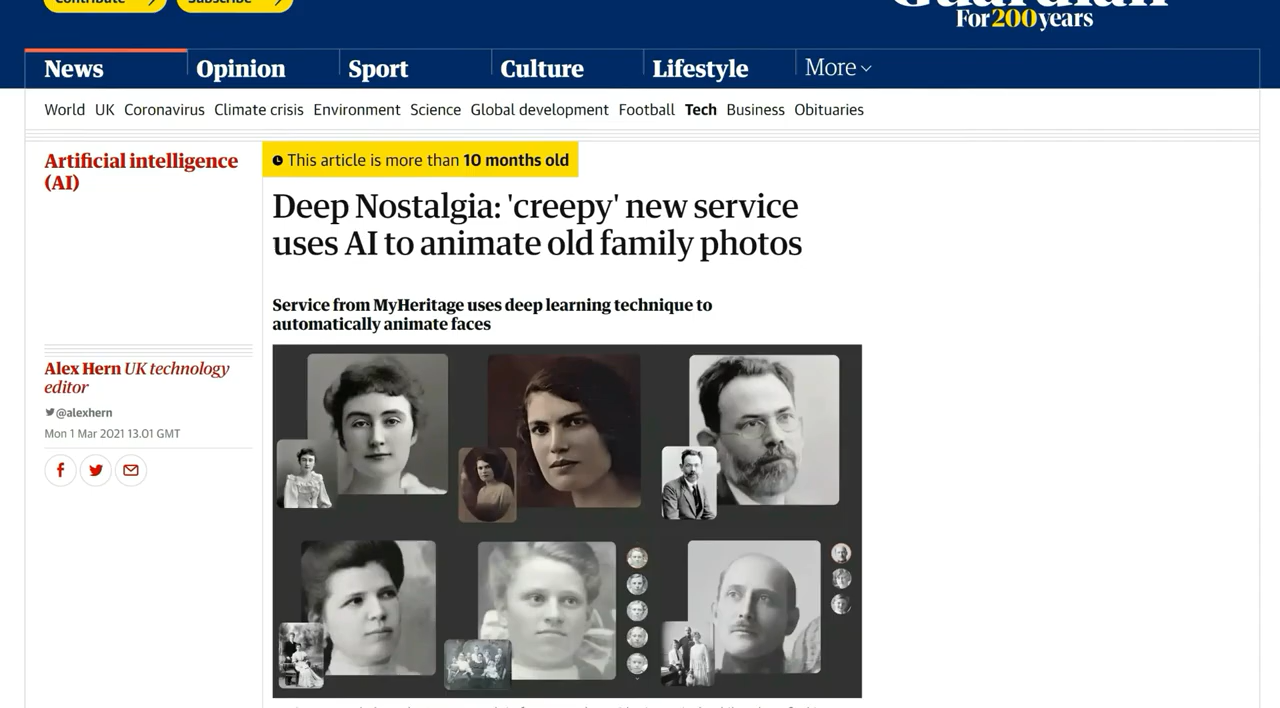 Contribute
Subscribe
Guardian
For 200 years
News
Opinion
Sport
Culture
Lifestyle
More
World UK Coronavirus Climate crisis Environment Science Global development Football Tech Business Obituaries
Artificial intelligence
(AI)
This article is more than 10 months old
Deep Nostalgia: 'creepy' new service
uses AI to animate old family photos
Service from MyHeritage uses deep learning technique to
automatically animate faces
Alex Hern UK technology
editor
@alexhern
Mon 1 Mar 2021 13.01 GMT